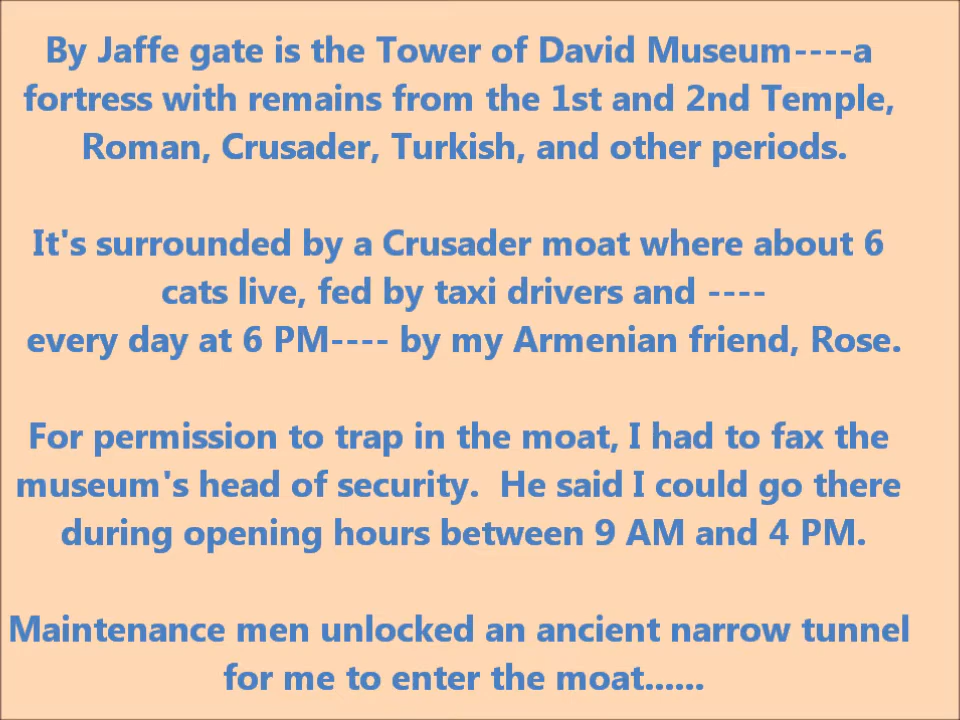 By Jaffe gate is the Tower of David Museum----a
fortress with remains from the 1st and 2nd Temple,
Roman, Crusader, Turkish, and other periods.
It's surrounded by a Crusader moat where about 6
cats live, fed by taxi drivers and ----
every day at 6 PM---- by my Armenian friend, Rose.
For permission to trap in the moat, I had to fax the
museum's head of security.  He said I could go there
during opening hours between 9 AM and 4 PM.
Maintenance men unlocked an ancient narrow tunnel
for me to enter the moat......